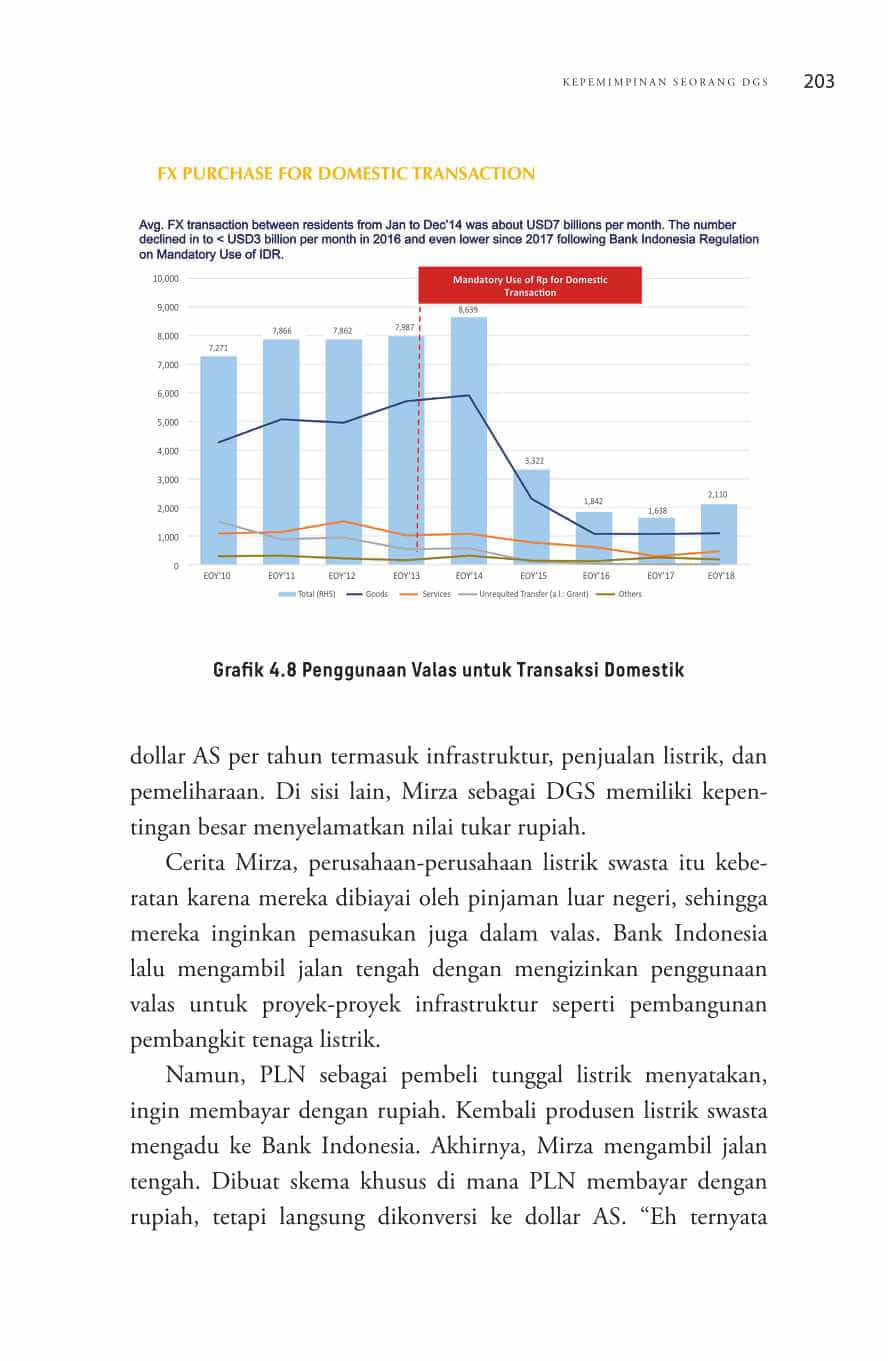 KEPEMIMPINAN SEORANG DGS 203
FX PURCHASE FOR DOMESTIC TRANSACTION
Avg. FX transaction between residents from Jan to Dec'14 was about USD7 billions per month. The number
declined in to < USD3 billion per month in 2016 and even lower since 2017 following Bank Indonesia Regulation
on Mandatory Use of IDR.
Mandatory Use of Rp for Domestic
Transaction
10,000
9,000
8,000
7,000
6,000
5,000
4,000
3,000
2,000
1,000
0
7,271
7,866
7,862
7,987
8,639
3,322
1,842
1,638
2,110
EOY'10 EOY'11 EOY'12 EOY'13 EOY'14 EOY'15 EOY'16 EOY'17 EOY'18
Total (RHS) Goods Services Unrequited Transfer (a.l.: Grant) Others
Grafik 4.8 Penggunaan Valas untuk Transaksi Domestik
dollar AS per tahun termasuk infrastruktur, penjualan listrik, dan
pemeliharaan. Di sisi lain, Mirza sebagai DGS memiliki kepen-
tingan besar menyelamatkan nilai tukar rupiah.
Cerita Mirza, perusahaan-perusahaan listrik swasta itu kebe-
ratan karena mereka dibiayai oleh pinjaman luar negeri, sehingga
mereka inginkan pemasukan juga dalam valas. Bank Indonesia
lalu mengambil jalan tengah dengan mengizinkan penggunaan
valas untuk proyek-proyek infrastruktur seperti pembangunan
pembangkit tenaga listrik.
Namun, PLN sebagai pembeli tunggal listrik menyatakan,
ingin membayar dengan rupiah. Kembali produsen listrik swasta
mengadu ke Bank Indonesia. Akhirnya, Mirza mengambil jalan
tengah. Dibuat skema khusus di mana PLN membayar dengan
rupiah, tetapi langsung dikonversi ke dollar AS. “Eh ternyata